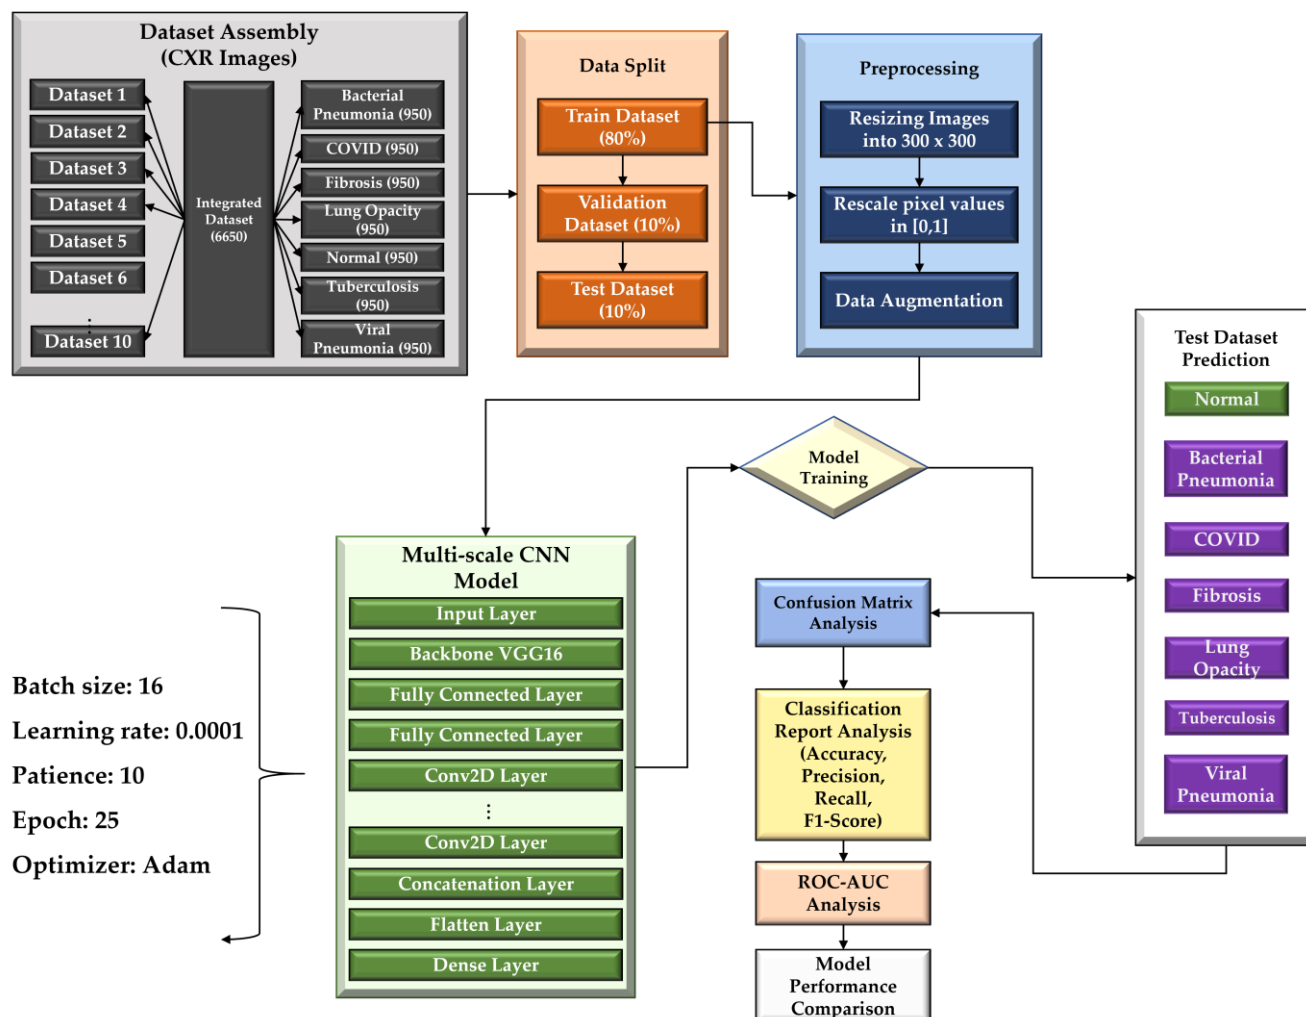 Dataset Assembly
(CXR Images)
Dataset 1
Dataset 2
Dataset 3
Dataset 4
Dataset 5
Dataset 6
⋮
Dataset 10
Integrated
Dataset
(6650)
Bacterial
Pneumonia (950)
COVID (950)
Fibrosis (950)
Lung Opacity
(950)
Normal (950)
Tuberculosis
(950)
Viral
Pneumonia (950)
Data Split
Train Dataset
(80%)
Validation
Dataset (10%)
Test Dataset
(10%)
Preprocessing
Resizing Images
into 300 x 300
Rescale pixel values
in [0,1]
Data Augmentation
Batch size: 16
Learning rate: 0.0001
Patience: 10
Epoch: 25
Optimizer: Adam
Multi-scale CNN
Model
Input Layer
Backbone VGG16
Fully Connected Layer
Fully Connected Layer
Conv2D Layer
⋮
Conv2D Layer
Concatenation Layer
Flatten Layer
Dense Layer
Model
Training
Test Dataset
Prediction
Normal
Bacterial
Pneumonia
COVID
Fibrosis
Lung
Opacity
Tuberculosis
Viral
Pneumonia
Confusion Matrix
Analysis
Classification
Report Analysis
(Accuracy,
Precision,
Recall,
F1-Score)
ROC-AUC
Analysis
Model
Performance
Comparison